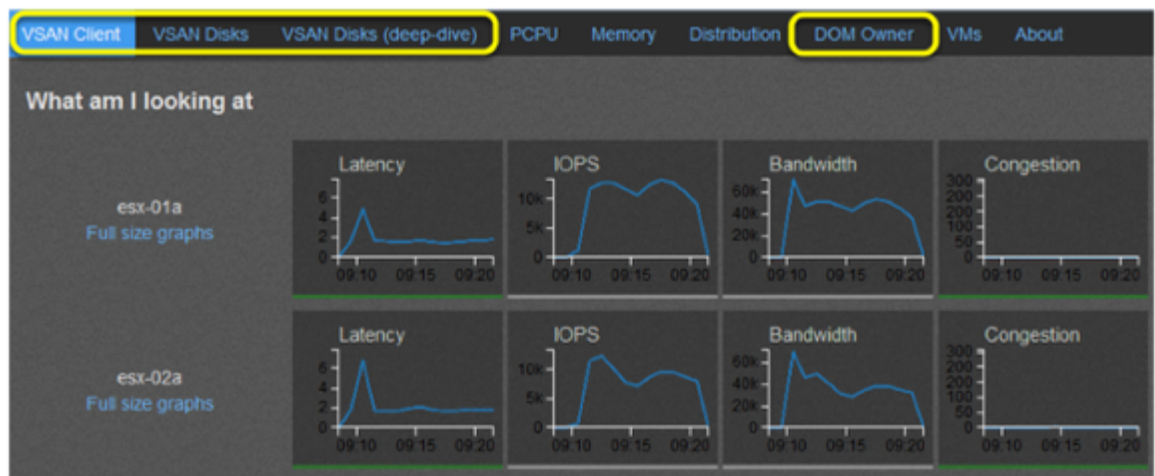 VSAN Client VSAN Disks VSAN Disks (deep-dive) PCPU Memory Distribution DOM Owner VMs About
What am I looking at
esx-01a
Full size graphs
Latency
6
4
2
0
09:10 09:15 09:20
IOPS
10k
5k
0
09:10 09:15 09:20
Bandwidth
60k
40k
20k
0
09:10 09:15 09:20
Congestion
300
200
200
100
50
0
09:10 09:15 09:20
esx-02a
Full size graphs
Latency
6
4
2
0
09:10 09:15 09:20
IOPS
10k
5k
0
09:10 09:15 09:20
Bandwidth
60k
40k
20k
0
09:10 09:15 09:20
Congestion
300
200
200
100
50
0
09:10 09:15 09:20